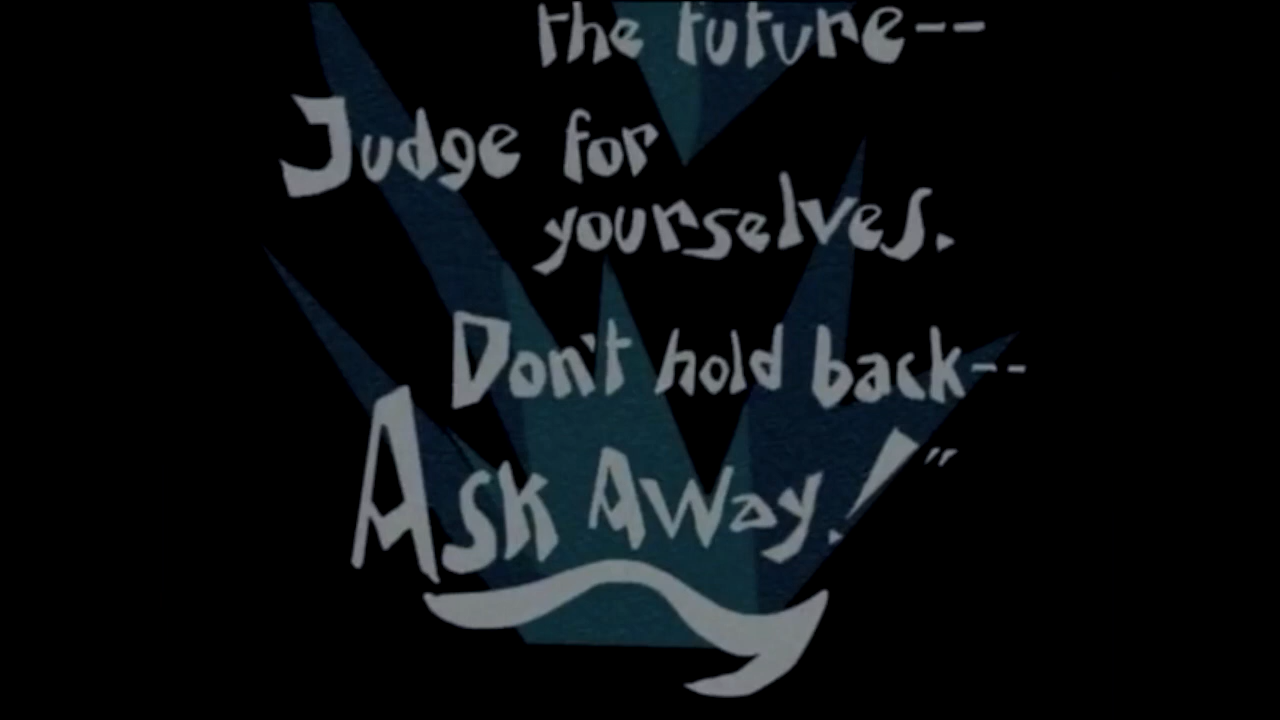 the future--
Judge for
yourselves.
Don't hold back--
Ask Away!"